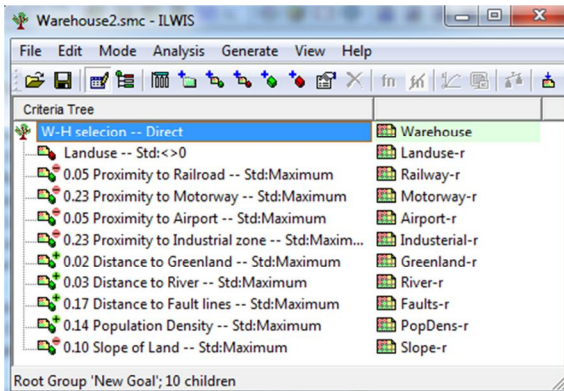 Warehouse2.smc - ILWIS
File Edit Mode Analysis Generate View Help
fn
Criteria Tree
W-H selecion -- Direct Warehouse
Landuse -- Std:<>0 Landuse-r
0.05 Proximity to Railroad -- Std:Maximum Railway-r
0.23 Proximity to Motorway -- Std:Maximum Motorway-r
0.05 Proximity to Airport -- Std:Maximum Airport-r
0.23 Proximity to Industrial zone -- Std:Maxim... Industerial-r
0.02 Distance to Greenland -- Std:Maximum Greenland-r
0.03 Distance to River -- Std:Maximum River-r
0.17 Distance to Fault lines -- Std:Maximum Faults-r
0.14 Population Density -- Std:Maximum PopDens-r
0.10 Slope of Land -- Std:Maximum Slope-r
Root Group 'New Goal'; 10 children